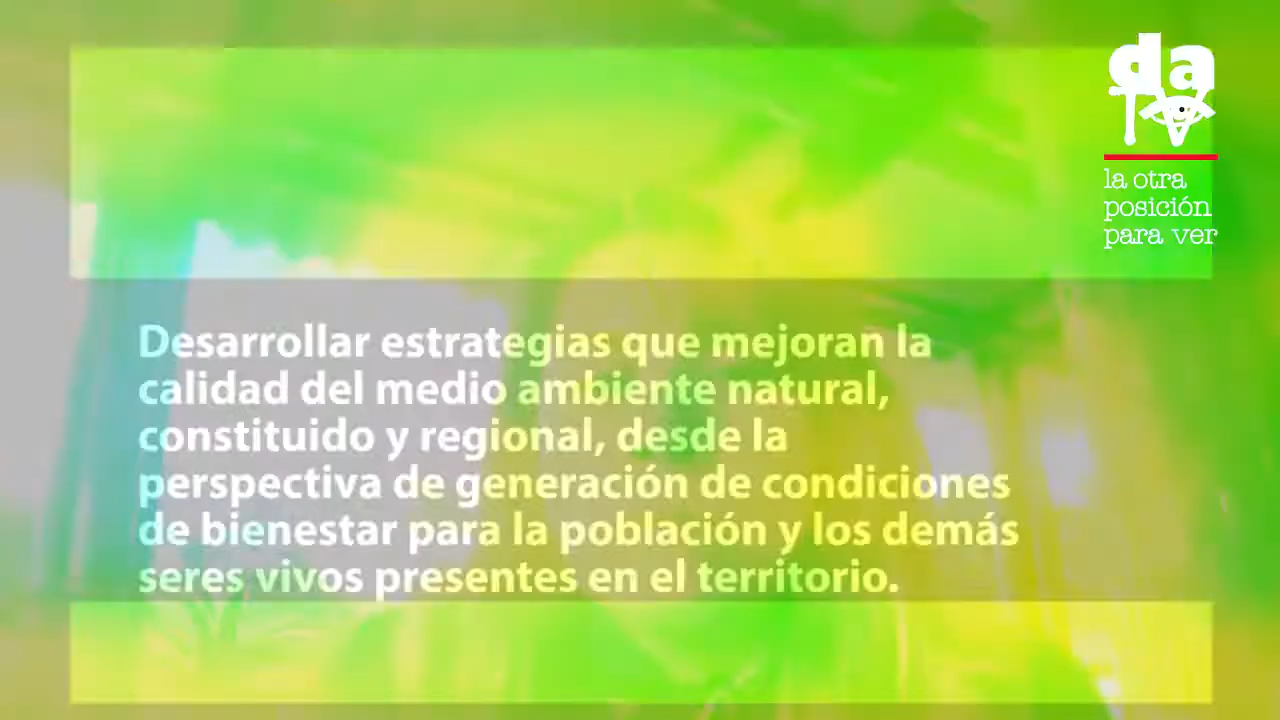 da
TV
la otra
posición
para ver
Desarrollar estrategias que mejoran la
calidad del medio ambiente natural,
constituido y regional, desde la
perspectiva de generación de condiciones
de bienestar para la población y los demás
seres vivos presentes en el territorio.